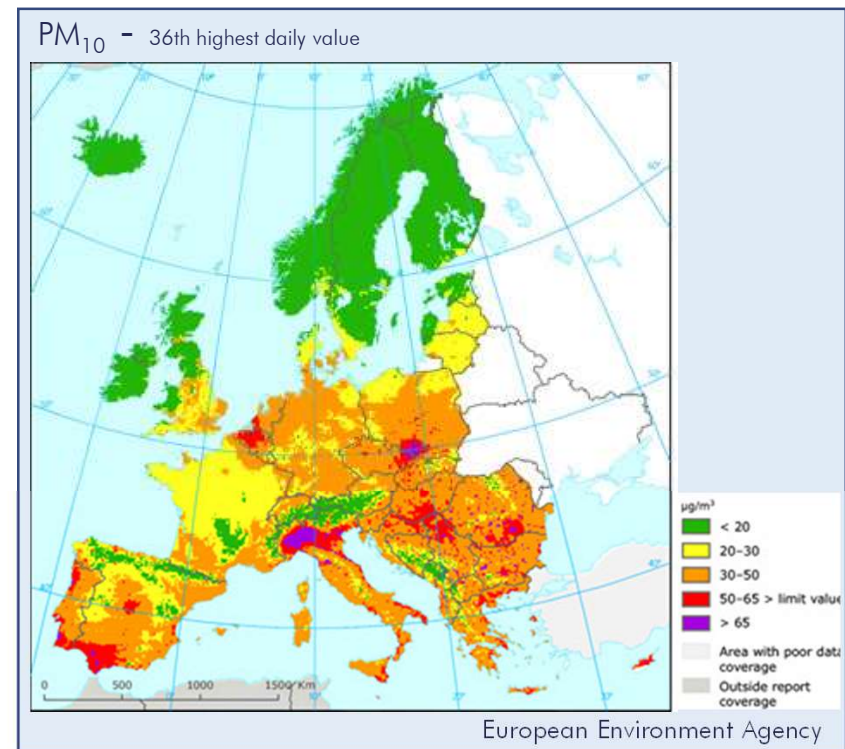 PM10 - 36th highest daily value
µg/m³
< 20
20-30
30-50
50-65 > limit value
> 65
Area with poor data
coverage
Outside report
coverage
0 500 1000 1500 Km
European Environment Agency